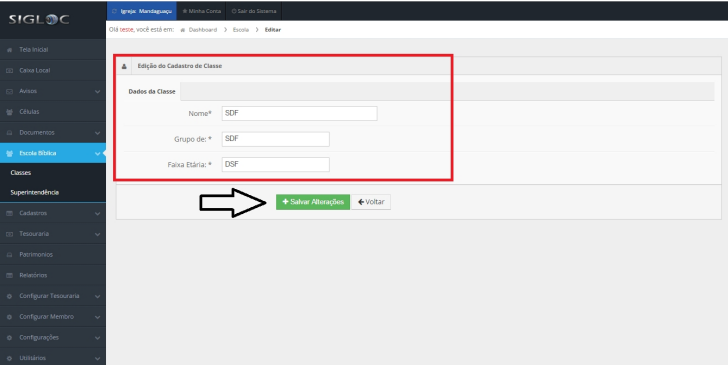 SIGLOC
Igreja: Mandaguaçu Minha Conta Sair do Sistema
Olá teste, você está em: Dashboard > Escola > Editar
Tela Inicial
Caixa Local
Avisos
Células
Documentos
Escola Bíblica
Classes
Superintendência
Cadastros
Tesouraria
Patrimonios
Relatórios
Configurar Tesouraria
Configurar Membro
Configurações
Utilitários
Edição do Cadastro de Classe
Dados da Classe
Nome* SDF
Grupo de: * SDF
Faixa Etária: * DSF
+ Salvar Alterações Voltar